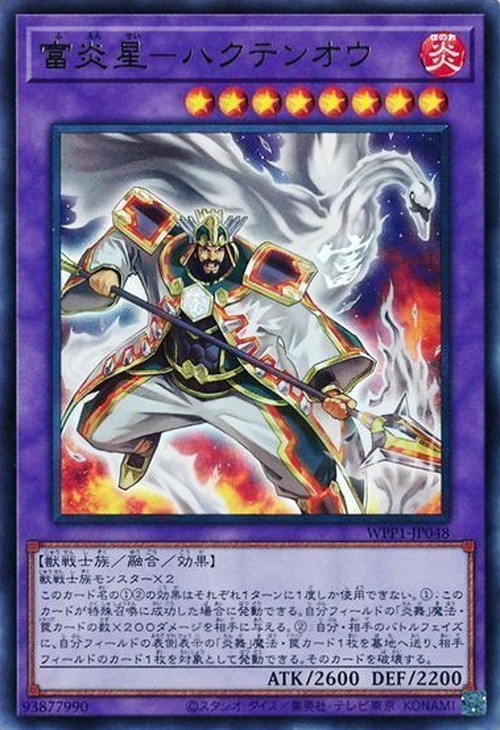 富炎星－ハクテンオウ
炎
富
WPP1-JP048
【獣戦士族／融合／効果】
獣戦士族モンスター×２
このカード名の①②の効果はそれぞれ１ターンに１度しか使用できない。①：この
カードが特殊召喚に成功した場合に発動できる。自分フィールドの「炎舞」魔法・
罠カードの数×２００ダメージを相手に与える。②：自分・相手のバトルフェイズ
に、自分フィールドの表側表示の「炎舞」魔法・罠カード１枚を墓地へ送り、相手
フィールドのカード１枚を対象として発動できる。そのカードを破壊する。
ATK/2600 DEF/2200
93877990
©スタジオ・ダイス／集英社・テレビ東京・KONAMI